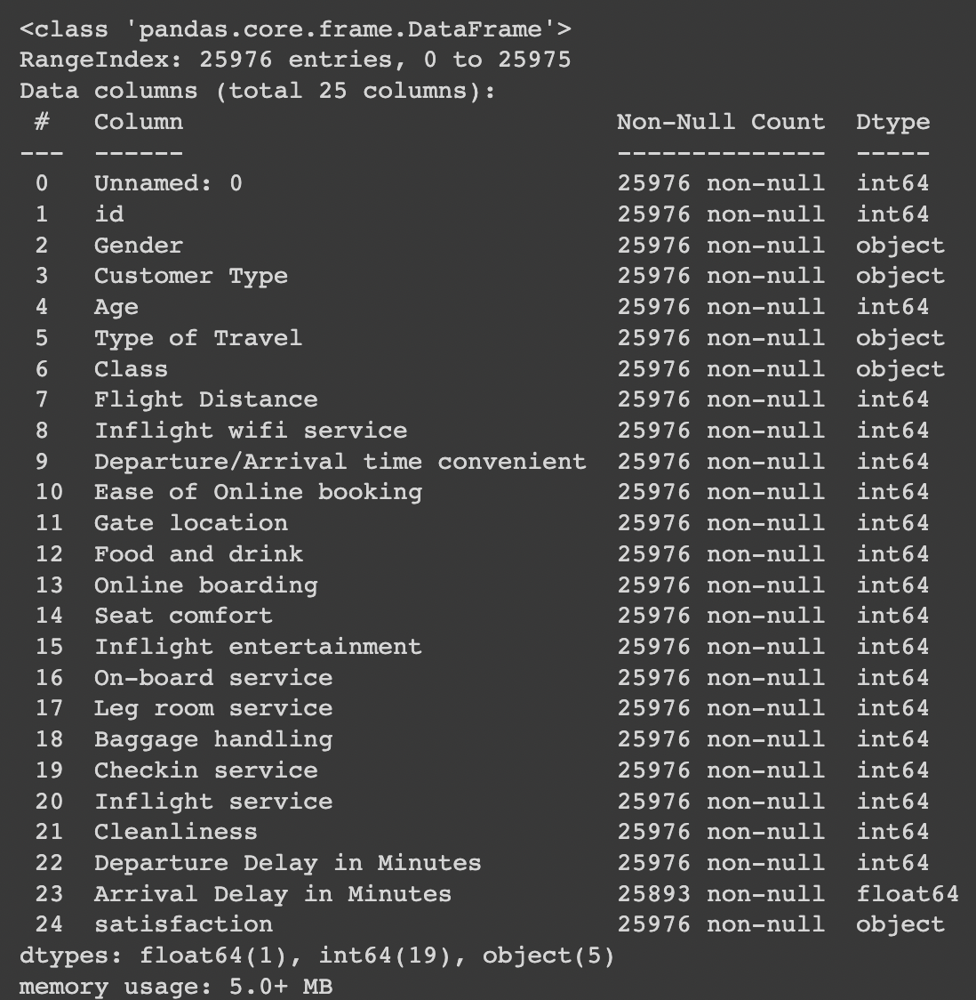 <class 'pandas.core.frame.DataFrame'>
RangeIndex: 25976 entries, 0 to 25975
Data columns (total 25 columns):
 #   Column                             Non-Null Count  Dtype
---  ------                             --------------  -----
 0   Unnamed: 0                         25976 non-null  int64
 1   id                                 25976 non-null  int64
 2   Gender                             25976 non-null  object
 3   Customer Type                      25976 non-null  object
 4   Age                                25976 non-null  int64
 5   Type of Travel                     25976 non-null  object
 6   Class                              25976 non-null  object
 7   Flight Distance                    25976 non-null  int64
 8   Inflight wifi service              25976 non-null  int64
 9   Departure/Arrival time convenient  25976 non-null  int64
 10  Ease of Online booking             25976 non-null  int64
 11  Gate location                      25976 non-null  int64
 12  Food and drink                     25976 non-null  int64
 13  Online boarding                    25976 non-null  int64
 14  Seat comfort                       25976 non-null  int64
 15  Inflight entertainment             25976 non-null  int64
 16  On-board service                   25976 non-null  int64
 17  Leg room service                   25976 non-null  int64
 18  Baggage handling                   25976 non-null  int64
 19  Checkin service                    25976 non-null  int64
 20  Inflight service                   25976 non-null  int64
 21  Cleanliness                        25976 non-null  int64
 22  Departure Delay in Minutes         25976 non-null  int64
 23  Arrival Delay in Minutes           25893 non-null  float64
 24  satisfaction                       25976 non-null  object
dtypes: float64(1), int64(19), object(5)
memory usage: 5.0+ MB